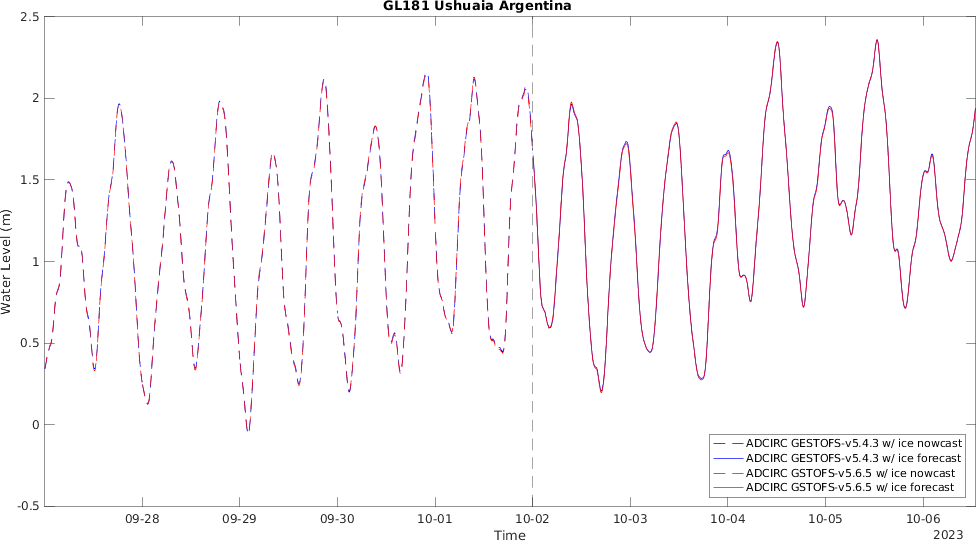 GL181 Ushuaia Argentina
2.5
2
1.5
1
0.5
0
-0.5
Water Level (m)
09-28 09-29 09-30 10-01 10-02 10-03 10-04 10-05 10-06
Time
2023
ADCIRC GESTOFS-v5.4.3 w/ ice nowcast
ADCIRC GESTOFS-v5.4.3 w/ ice forecast
ADCIRC GSTOFS-v5.6.5 w/ ice nowcast
ADCIRC GSTOFS-v5.6.5 w/ ice forecast